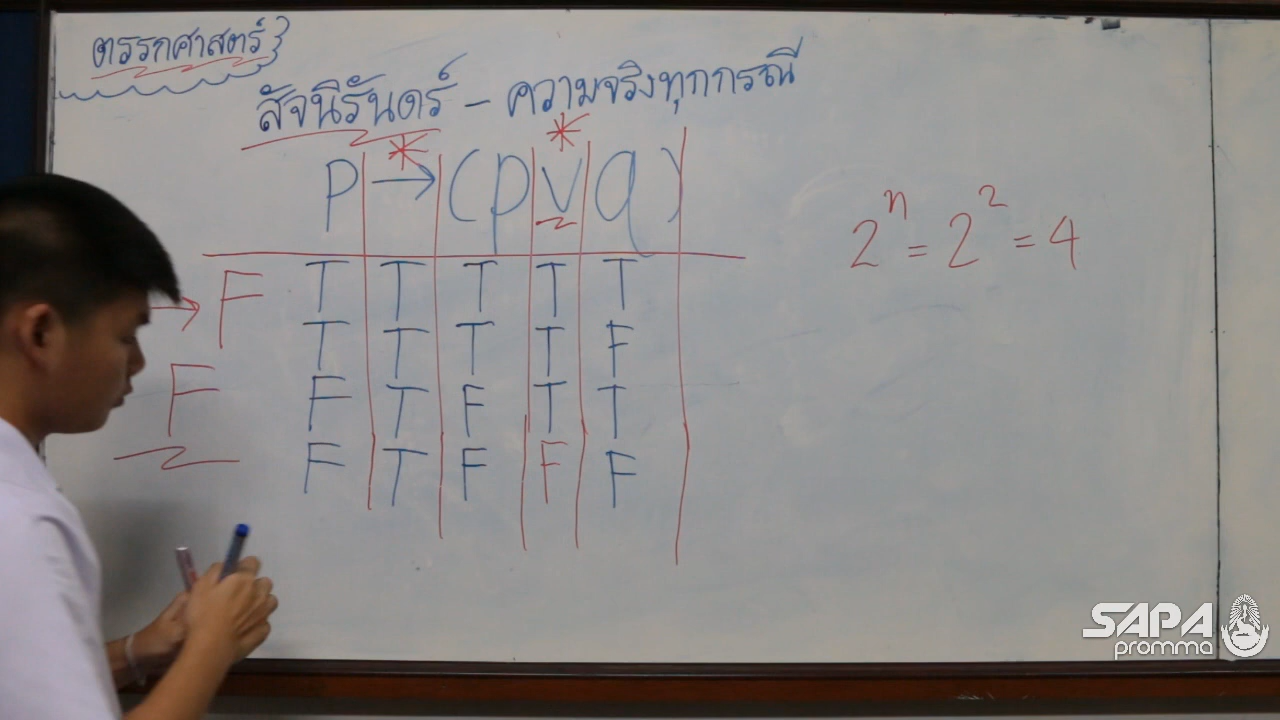 ตรรกศาสตร์
สัจนิรันดร์ - ความจริงทุกกรณี
* *
p → (p ∨ q)
2ⁿ = 2² = 4
→ F T T T T T
T T T T F
F F T F T T
F T F F F
SAPA
promma